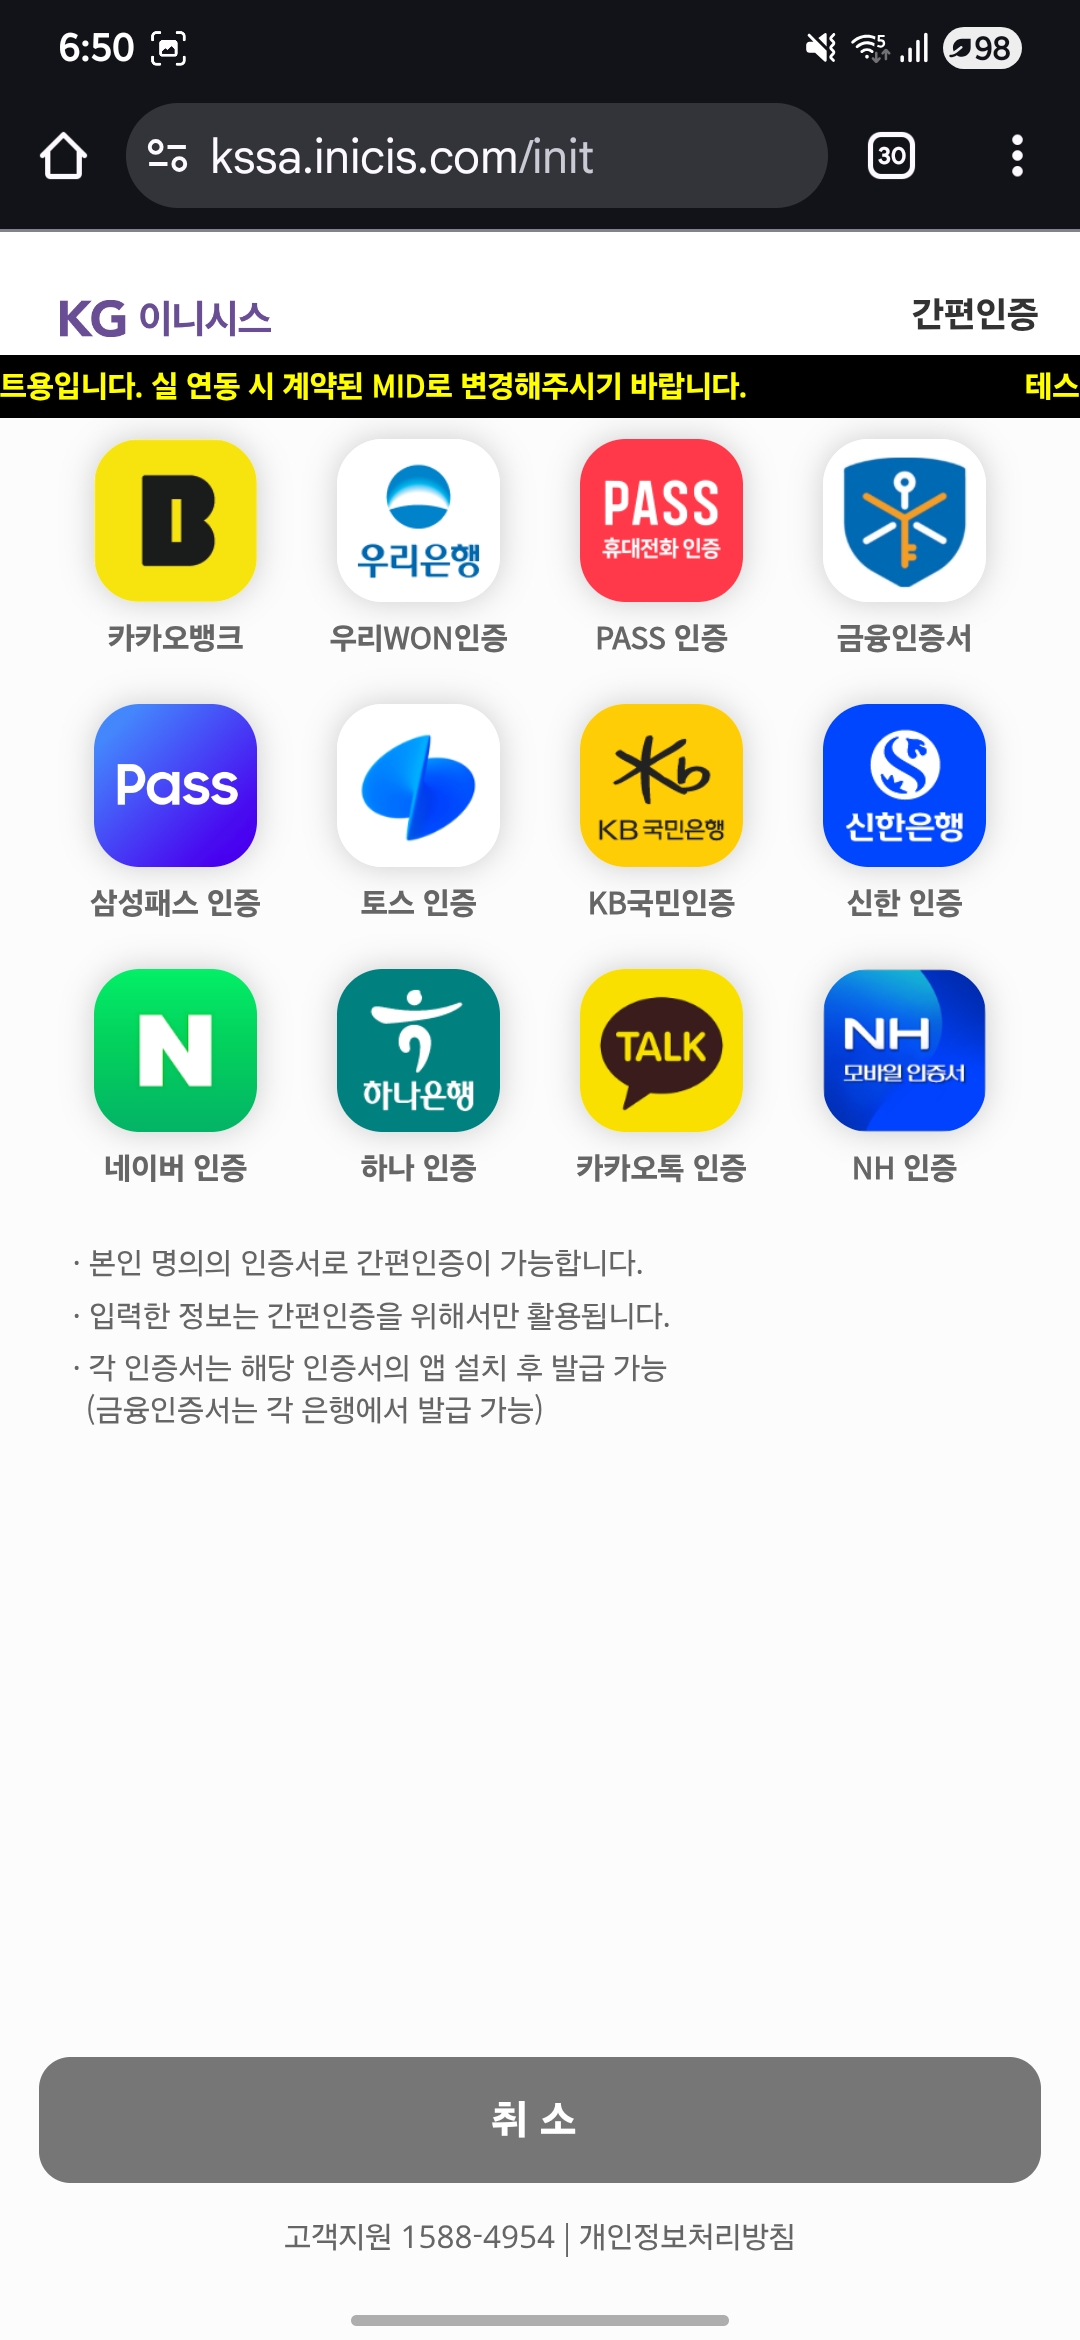 6:50
5
98
kssa.inicis.com/init
30
KG 이니시스
간편인증
트용입니다. 실 연동 시 계약된 MID로 변경해주시기 바랍니다.
테스
B
우리은행
PASS
휴대전화 인증
카카오뱅크
우리WON인증
PASS 인증
금융인증서
Pass
KB 국민은행
신한은행
삼성패스 인증
토스 인증
KB국민인증
신한 인증
N
하나은행
TALK
NH
모바일 인증서
네이버 인증
하나 인증
카카오톡 인증
NH 인증
· 본인 명의의 인증서로 간편인증이 가능합니다.
· 입력한 정보는 간편인증을 위해서만 활용됩니다.
· 각 인증서는 해당 인증서의 앱 설치 후 발급 가능
(금융인증서는 각 은행에서 발급 가능)
취 소
고객지원 1588-4954 | 개인정보처리방침